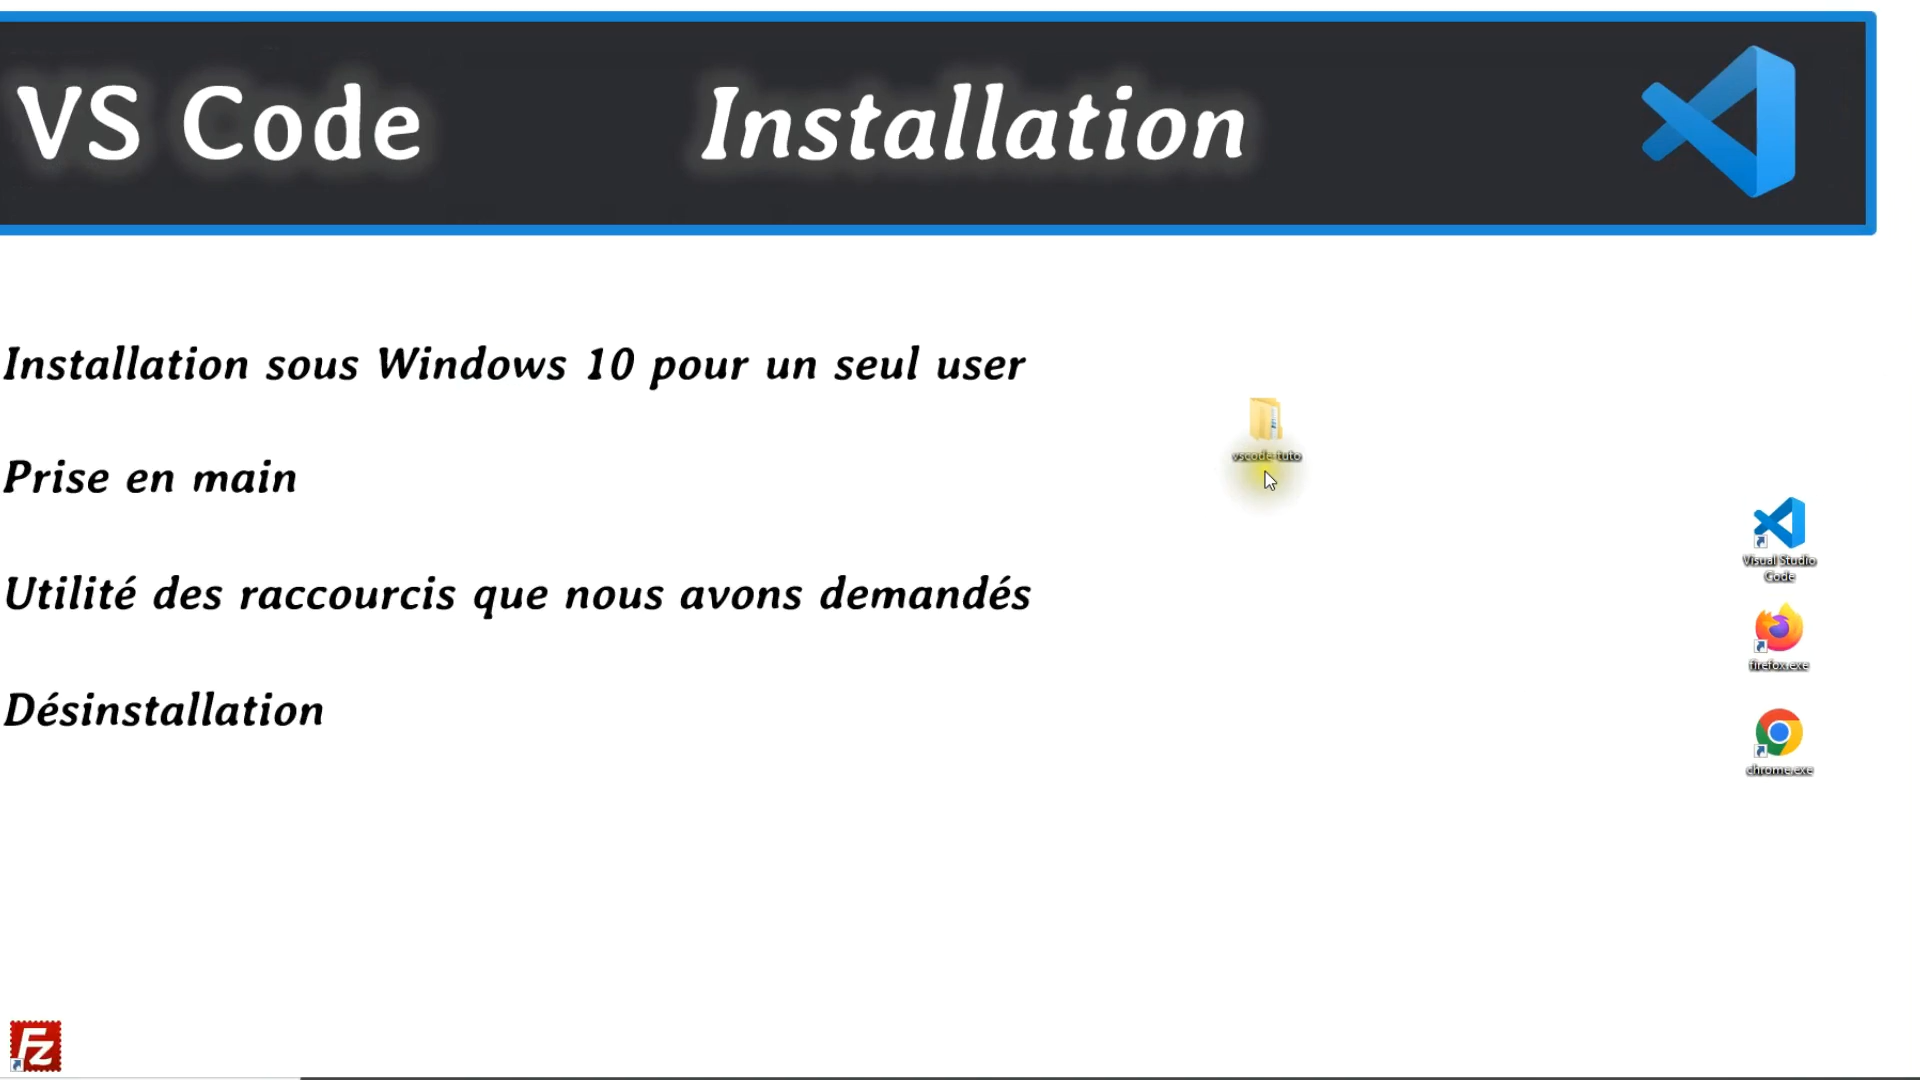 VS Code Installation
Installation sous Windows 10 pour un seul user
vscode-tuto
Prise en main
Visual Studio
Code
Utilité des raccourcis que nous avons demandés
firefox.exe
Désinstallation
chrome.exe
Fz